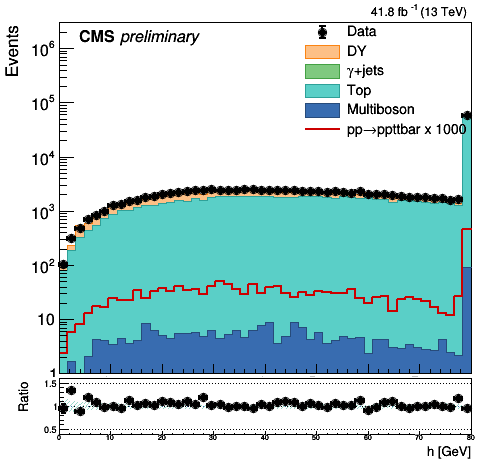 41.8 fb⁻¹ (13 TeV)
CMS preliminary
Events
Data
DY
γ+jets
Top
Multiboson
pp→ppttbar x 1000
10⁶
10⁵
10⁴
10³
10²
10
1
Ratio
1.5
1
0.5
0 10 20 30 40 50 60 70 80
h [GeV]